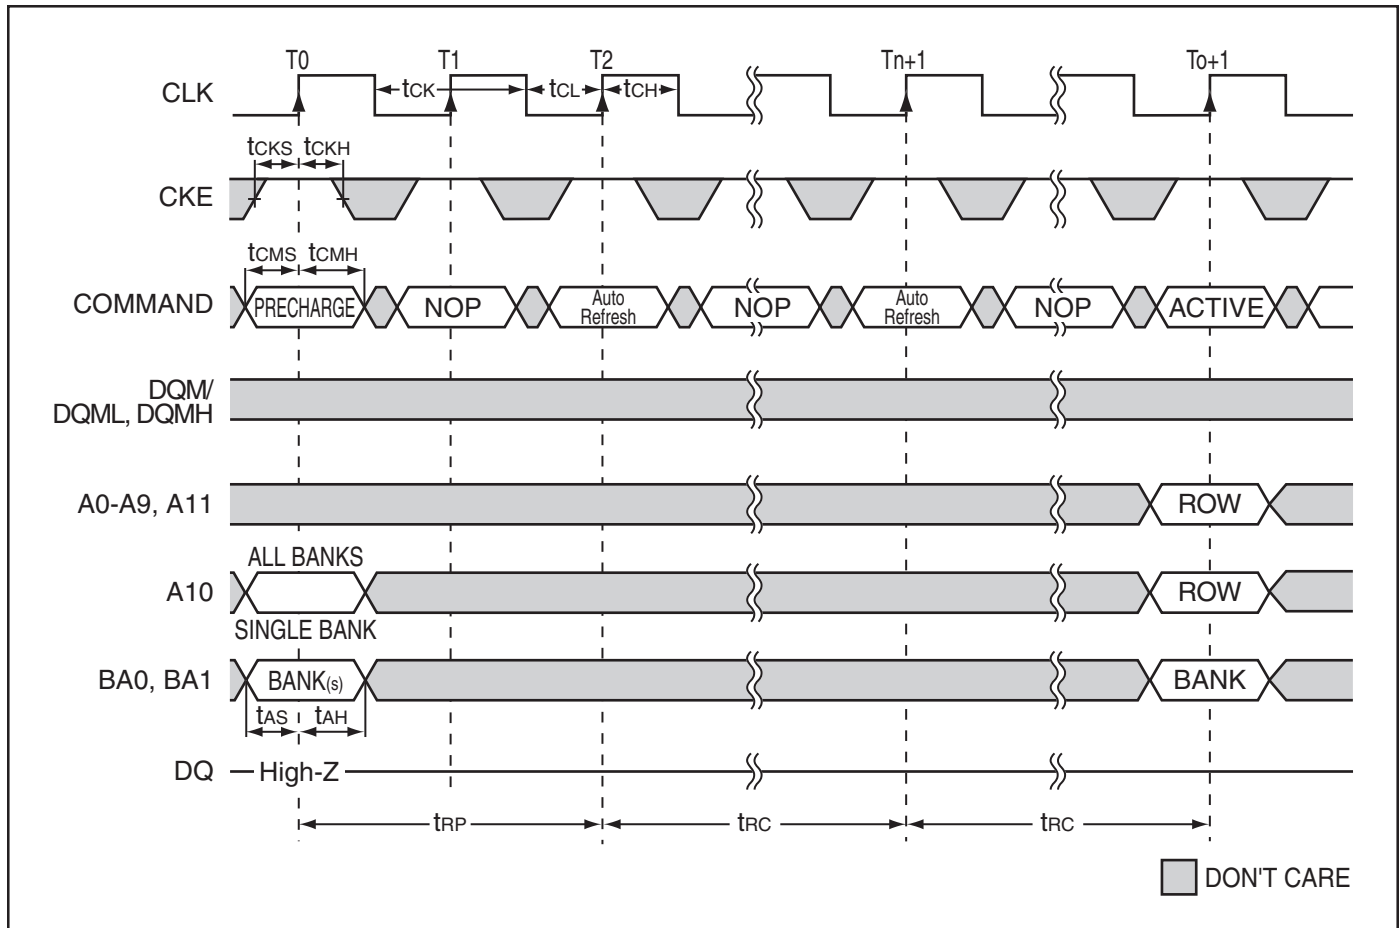 T0 T1 T2 Tn+1 To+1
CLK tCK tCL tCH
tCKS tCKH
CKE
tCMS tCMH
COMMAND PRECHARGE NOP Auto Refresh NOP Auto Refresh NOP ACTIVE
DQM/
DQML, DQMH
A0-A9, A11 ROW
ALL BANKS
A10 ROW
SINGLE BANK
BA0, BA1 BANK(s) BANK
tAS tAH
DQ High-Z
tRP tRC tRC
DON'T CARE